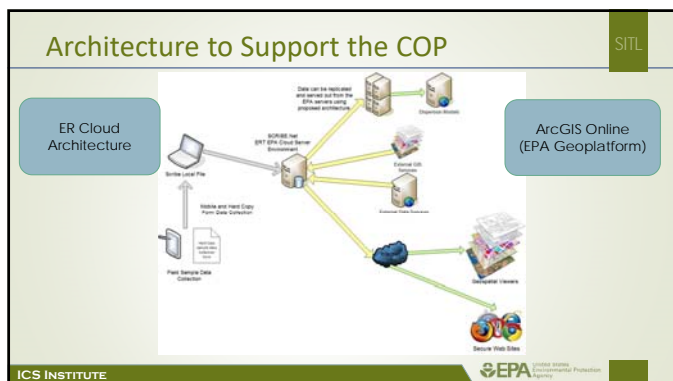 Architecture to Support the COP
SITL
ER Cloud
Architecture
ArcGIS Online
(EPA Geoplatform)
Data can be replicated
and served out from the
EPA servers using
proposed architecture
SCRIBE.Net
ERT EPA Cloud Server
Environment
Scribe Local File
External GIS
Services
Mobile and Hard Copy
Form Data Collection
Field Sample Data
Collection
Geospatial Viewers
Secure Web Sites
ICS INSTITUTE
EPA
United States
Environmental Protection
Agency